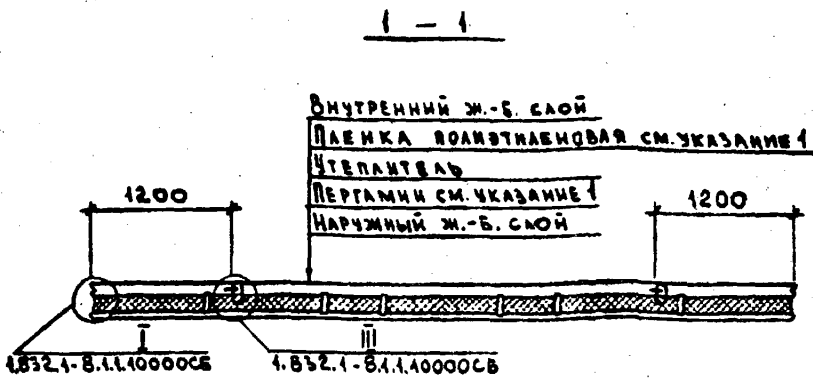 1 – 1
Внутренний ж.-б. слой
Пленка полиэтиленовая см. указание 1
Утеплитель
Пергамин см. указание 1
Наружный ж.-б. слой
1200
1200
I
III
1.832.1-8.1.1.10000СБ
1.832.1-8.1.1.10000СБ